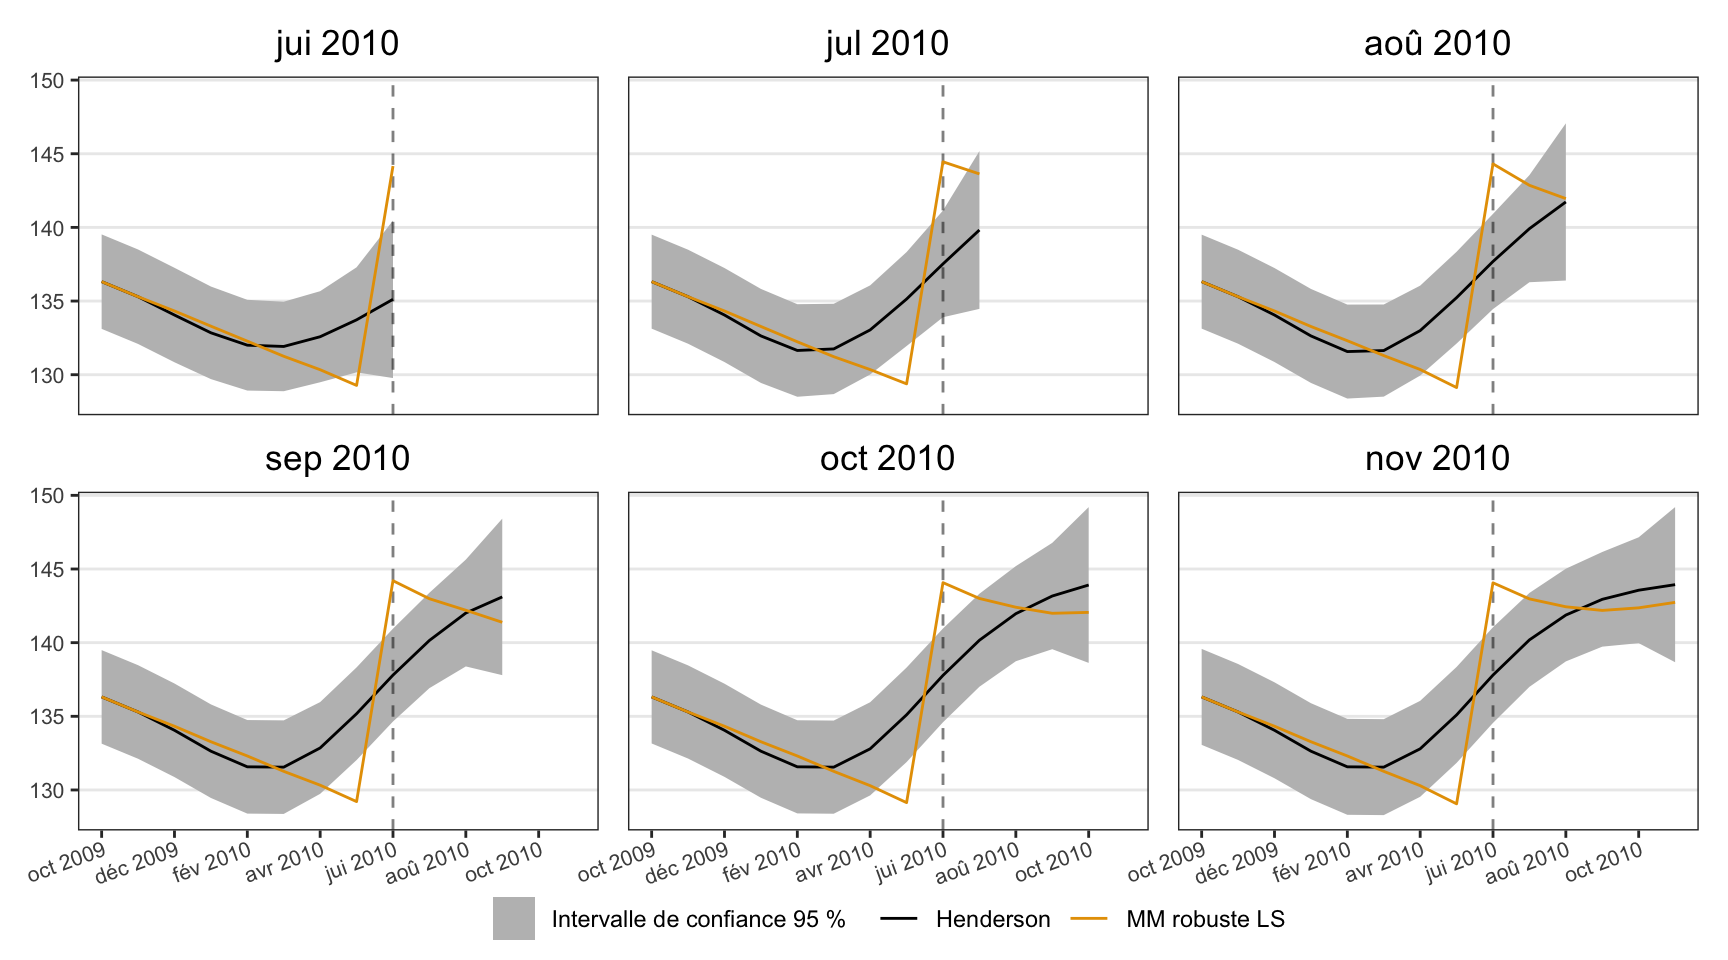 jui 2010
jul 2010
aoû 2010
150
145
140
135
130
sep 2010
oct 2010
nov 2010
150
145
140
135
130
oct 2009
déc 2009
fév 2010
avr 2010
jui 2010
aoû 2010
oct 2010
oct 2009
déc 2009
fév 2010
avr 2010
jui 2010
aoû 2010
oct 2010
oct 2009
déc 2009
fév 2010
avr 2010
jui 2010
aoû 2010
oct 2010
Intervalle de confiance 95 %
Henderson
MM robuste LS